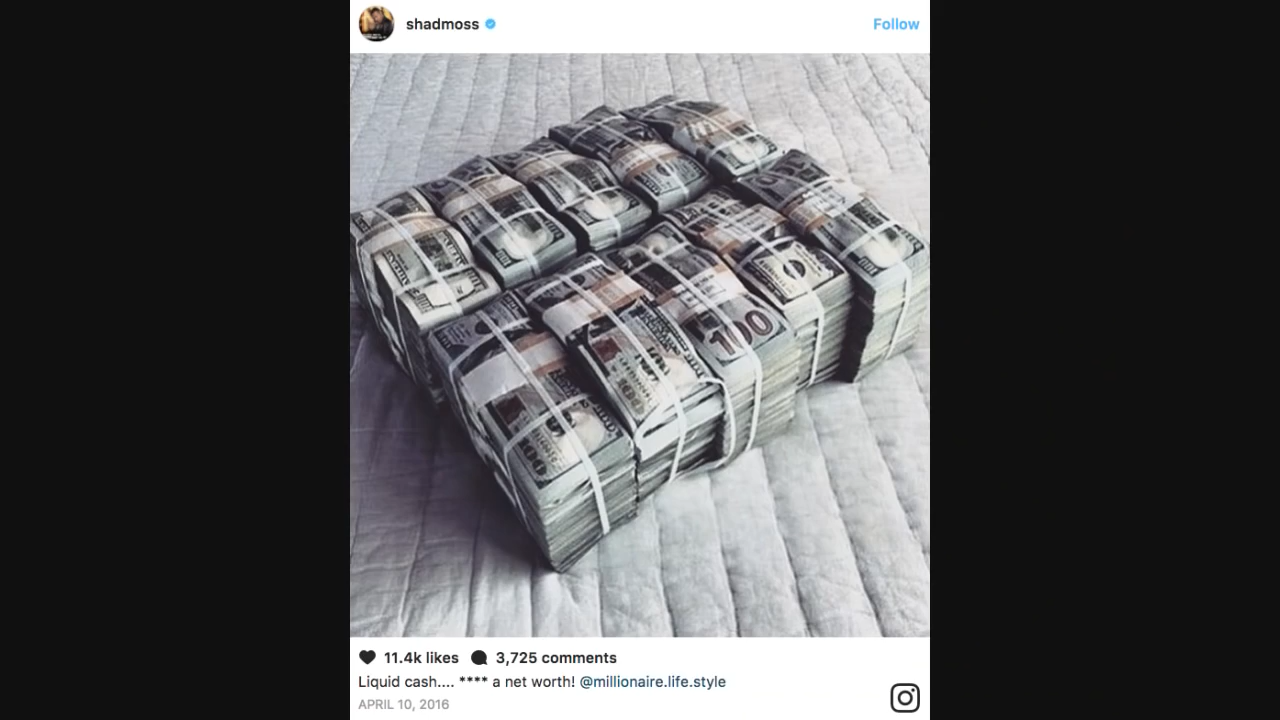 shadmoss
Follow
100
11.4k likes 3,725 comments
Liquid cash.... **** a net worth! @millionaire.life.style
APRIL 10, 2016